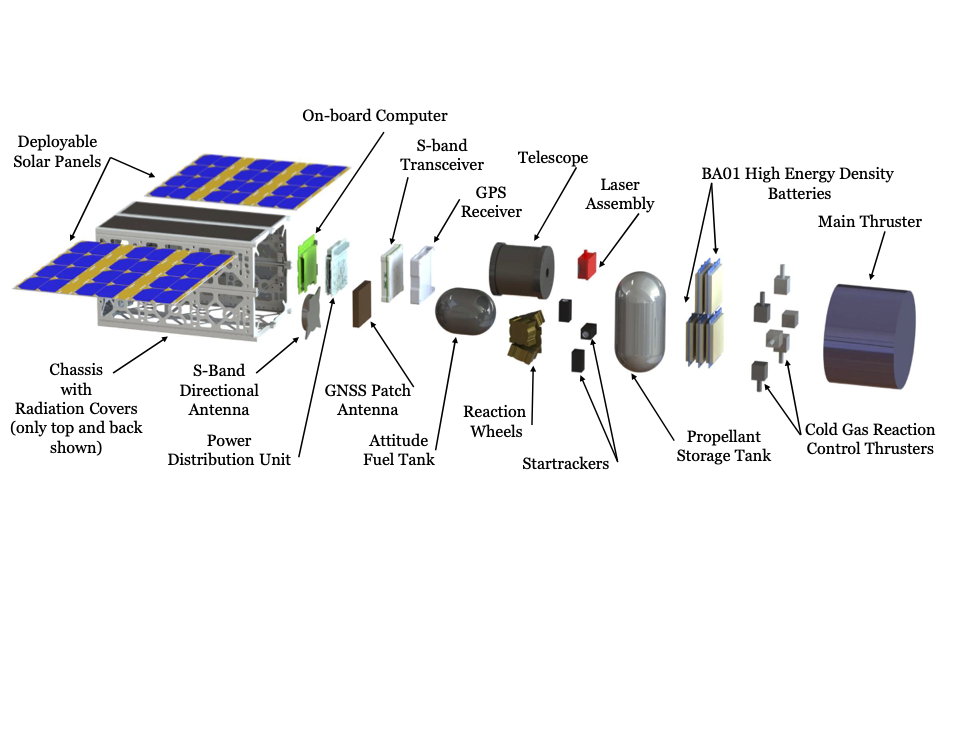 On-board Computer
Deployable
Solar Panels
S-band
Transceiver
Telescope
GPS
Receiver
Laser
Assembly
BA01 High Energy Density
Batteries
Main Thruster
Chassis
with
Radiation Covers
(only top and back
shown)
S-Band
Directional
Antenna
Power
Distribution Unit
GNSS Patch
Antenna
Attitude
Fuel Tank
Reaction
Wheels
Startrackers
Propellant
Storage Tank
Cold Gas Reaction
Control Thrusters